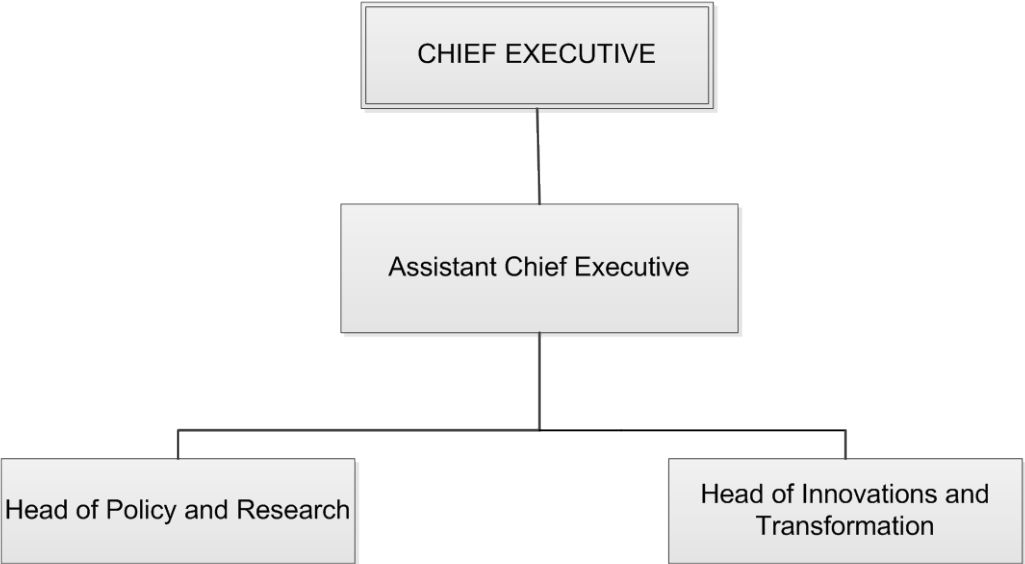 CHIEF EXECUTIVE
Assistant Chief Executive
Head of Policy and Research
Head of Innovations and
Transformation